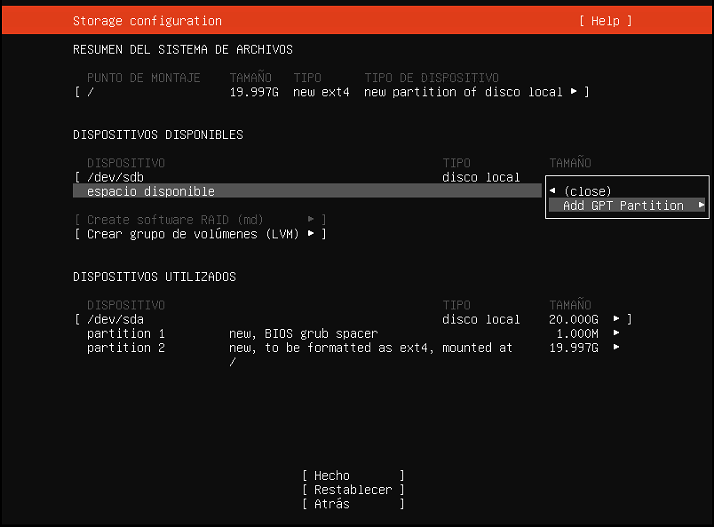 Storage configuration [ Help ]
RESUMEN DEL SISTEMA DE ARCHIVOS
PUNTO DE MONTAJE TAMAÑO TIPO TIPO DE DISPOSITIVO
[ / 19.997G new ext4 new partition of disco local ▸ ]
DISPOSITIVOS DISPONIBLES
DISPOSITIVO TIPO TAMAÑO
[ /dev/sdb disco local
espacio disponible
◂ (close)
Add GPT Partition ▸
[ Create software RAID (md) ▸ ]
[ Crear grupo de volúmenes (LVM) ▸ ]
DISPOSITIVOS UTILIZADOS
DISPOSITIVO TIPO TAMAÑO
[ /dev/sda disco local 20.000G ▸ ]
partition 1 new, BIOS grub spacer 1.000M ▸
partition 2 new, to be formatted as ext4, mounted at 19.997G ▸
/
[ Hecho ]
[ Restablecer ]
[ Atrás ]